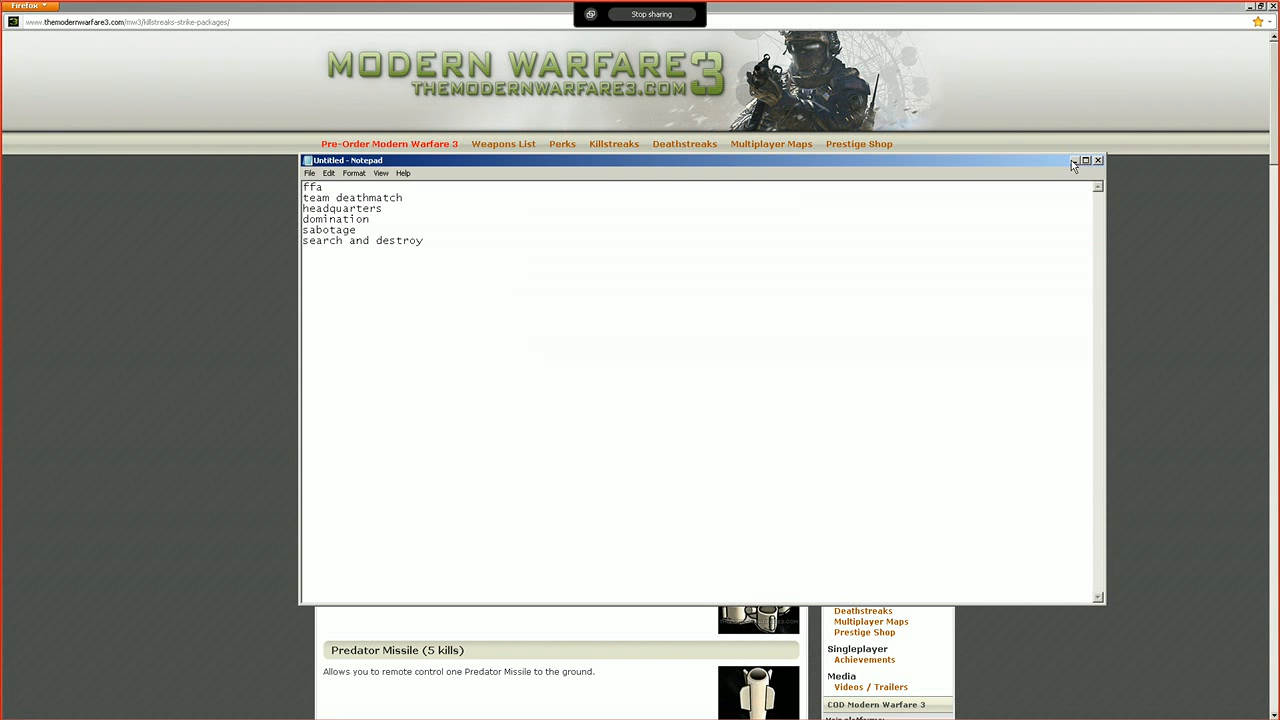 Firefox
Stop sharing
www.themodernwarfare3.com/mw3/killstreaks-strike-packages/
MODERN WARFARE 3
THEMODERNWARFARE3.COM
Pre-Order Modern Warfare 3 Weapons List Perks Killstreaks Deathstreaks Multiplayer Maps Prestige Shop
Untitled - Notepad
File Edit Format View Help
ffa
team deathmatch
headquarters
domination
sabotage
search and destroy
Deathstreaks
Multiplayer Maps
Prestige Shop
Singleplayer
Achievements
Media
Videos / Trailers
COD Modern Warfare 3
Predator Missile (5 kills)
Allows you to remote control one Predator Missile to the ground.